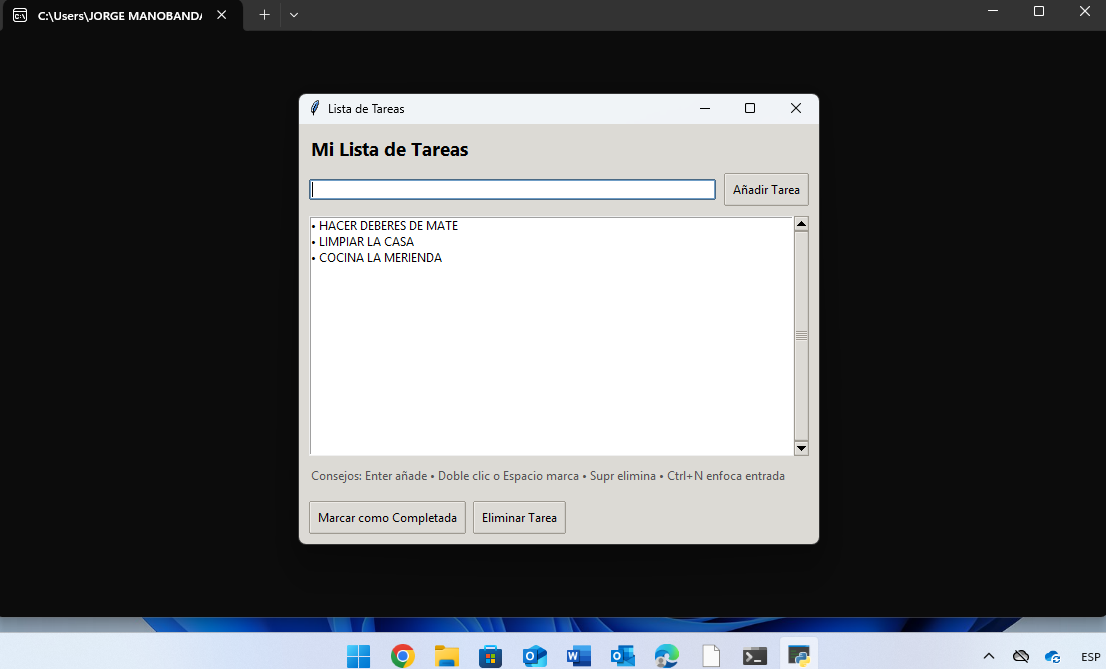 C:\Users\JORGE MANOBANDA
Lista de Tareas
Mi Lista de Tareas
Añadir Tarea
• HACER DEBERES DE MATE
• LIMPIAR LA CASA
• COCINA LA MERIENDA
Consejos: Enter añade • Doble clic o Espacio marca • Supr elimina • Ctrl+N enfoca entrada
Marcar como Completada
Eliminar Tarea
ESP